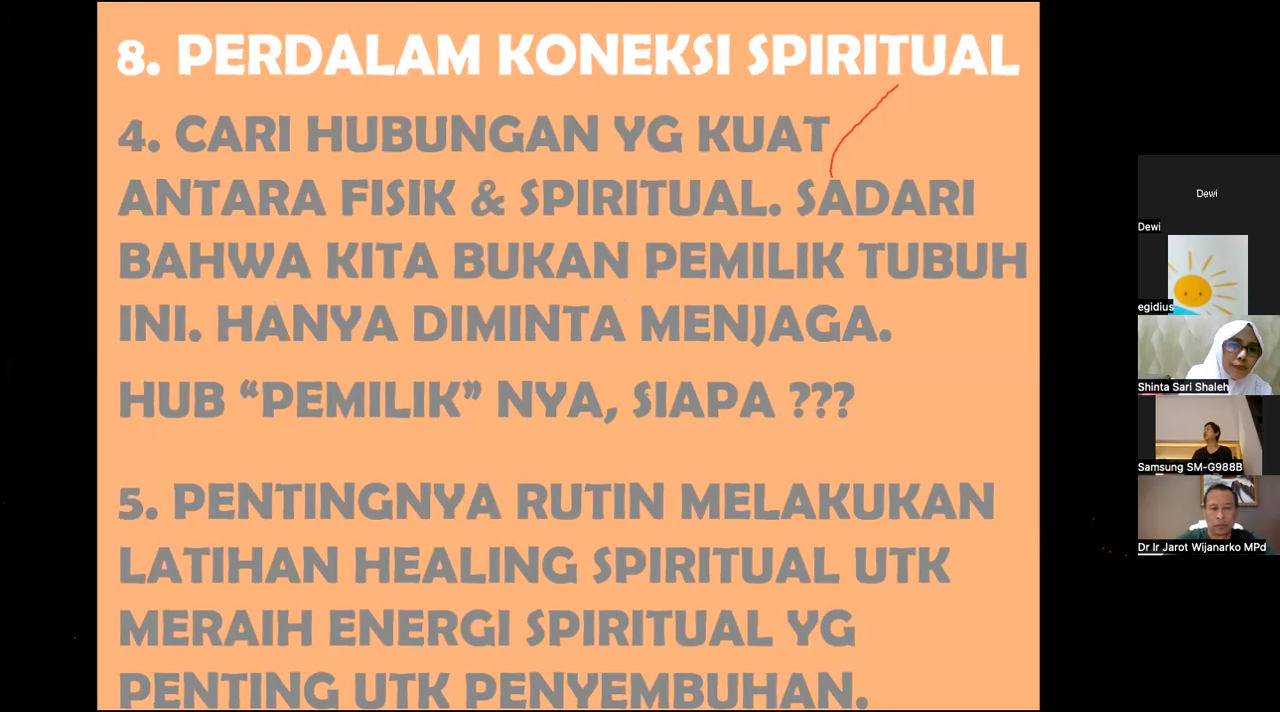 8. PERDALAM KONEKSI SPIRITUAL
4. CARI HUBUNGAN YG KUAT
ANTARA FISIK & SPIRITUAL. SADARI
BAHWA KITA BUKAN PEMILIK TUBUH
INI. HANYA DIMINTA MENJAGA.
HUB “PEMILIK” NYA, SIAPA ???
5. PENTINGNYA RUTIN MELAKUKAN
LATIHAN HEALING SPIRITUAL UTK
MERAIH ENERGI SPIRITUAL YG
PENTING UTK PENYEMBUHAN.
Dewi
Dewi
egidius
Shinta Sari Shaleh
Samsung SM-G988B
Dr Ir Jarot Wijanarko MPd